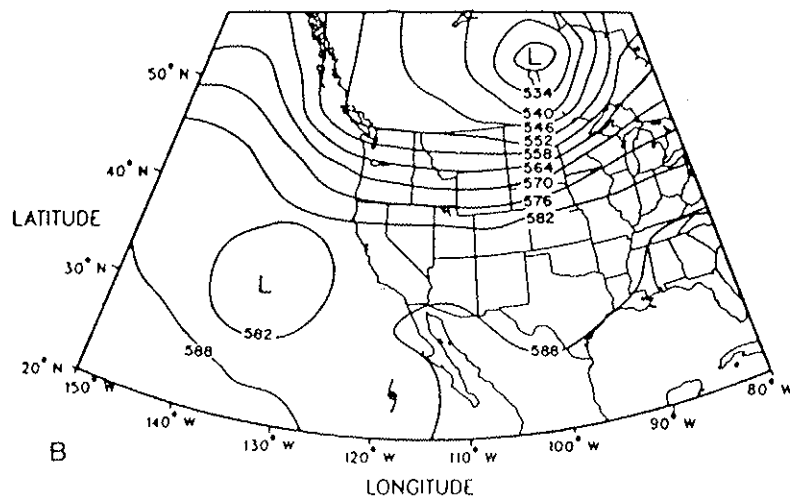 L
50° N
534
540
546
552
558
40° N
564
570
576
LATITUDE
582
30° N
L
582
588
588
20° N
150° W
80° W
140° W
90° W
130° W
120° W
110° W
100° W
B
LONGITUDE